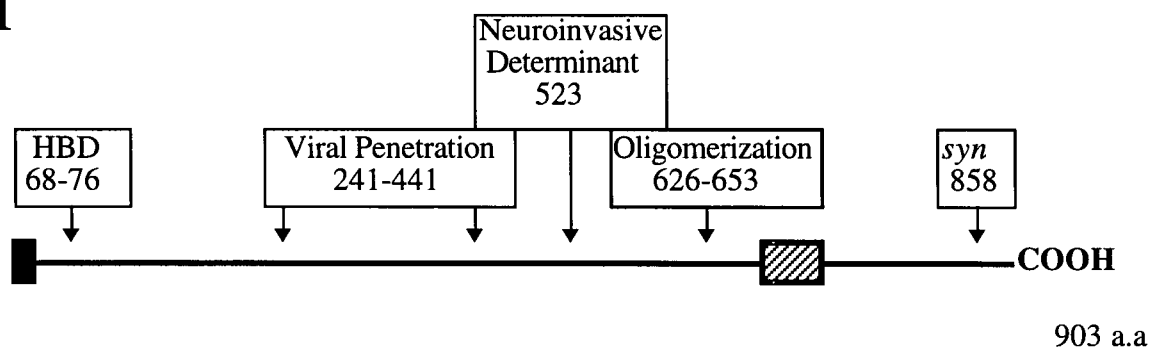 Neuroinvasive
Determinant
523
HBD
68-76
Viral Penetration
241-441
Oligomerization
626-653
syn
858
COOH
903 a.a